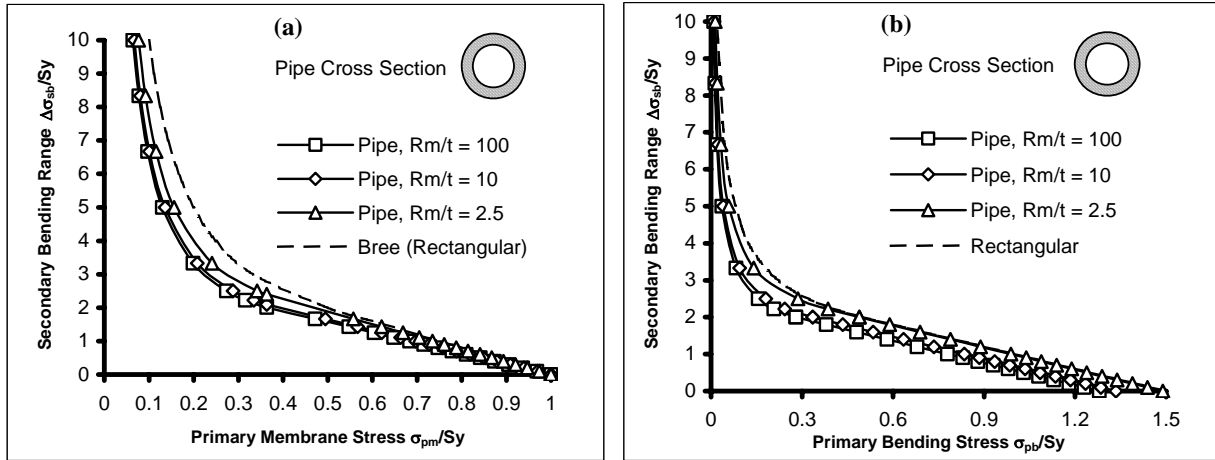 (a)
Secondary Bending Range Δσsb/Sy
10
9
8
7
6
5
4
3
2
1
0
Pipe Cross Section
Pipe, Rm/t = 100
Pipe, Rm/t = 10
Pipe, Rm/t = 2.5
Bree (Rectangular)
0 0.1 0.2 0.3 0.4 0.5 0.6 0.7 0.8 0.9 1
Primary Membrane Stress σpm/Sy
(b)
Secondary Bending Range Δσsb/Sy
10
9
8
7
6
5
4
3
2
1
0
Pipe Cross Section
Pipe, Rm/t = 100
Pipe, Rm/t = 10
Pipe, Rm/t = 2.5
Rectangular
0 0.3 0.6 0.9 1.2 1.5
Primary Bending Stress σpb/Sy